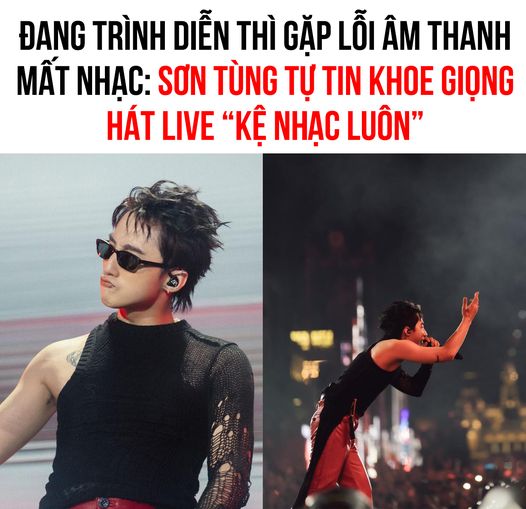 ĐANG TRÌNH DIỄN THÌ GẶP LỖI ÂM THANH
MẤT NHẠC: SƠN TÙNG TỰ TIN KHOE GIỌNG
HÁT LIVE “KỆ NHẠC LUÔN”